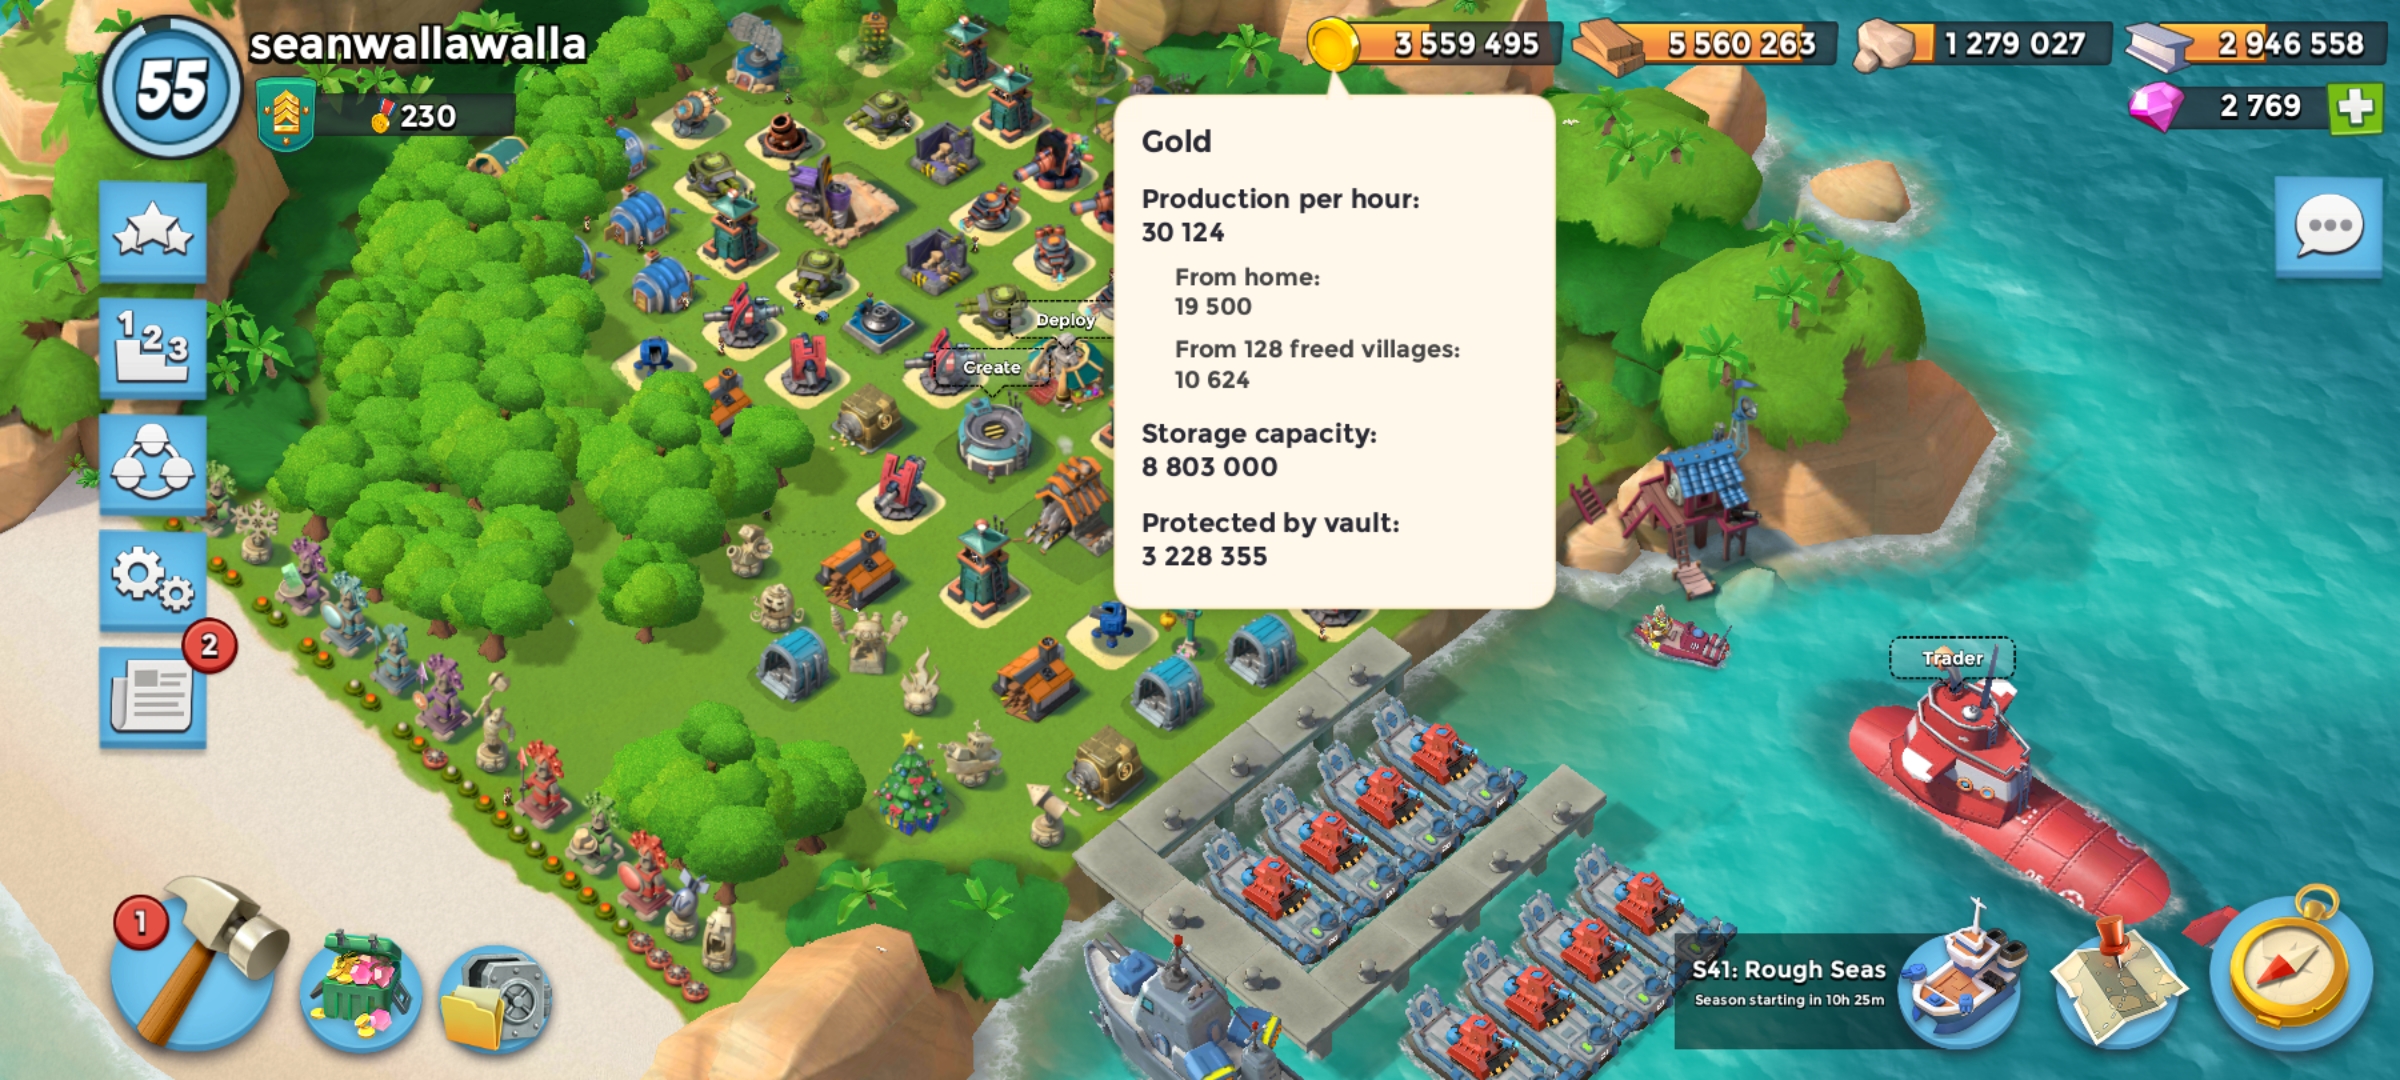 55
seanwallawalla
230
3 559 495
5 560 263
1 279 027
2 946 558
2 769
Gold
Production per hour:
30 124
From home:
19 500
From 128 freed villages:
10 624
Storage capacity:
8 803 000
Protected by vault:
3 228 355
123
Deploy
Create
2
Trader
1
S41: Rough Seas
Season starting in 10h 25m